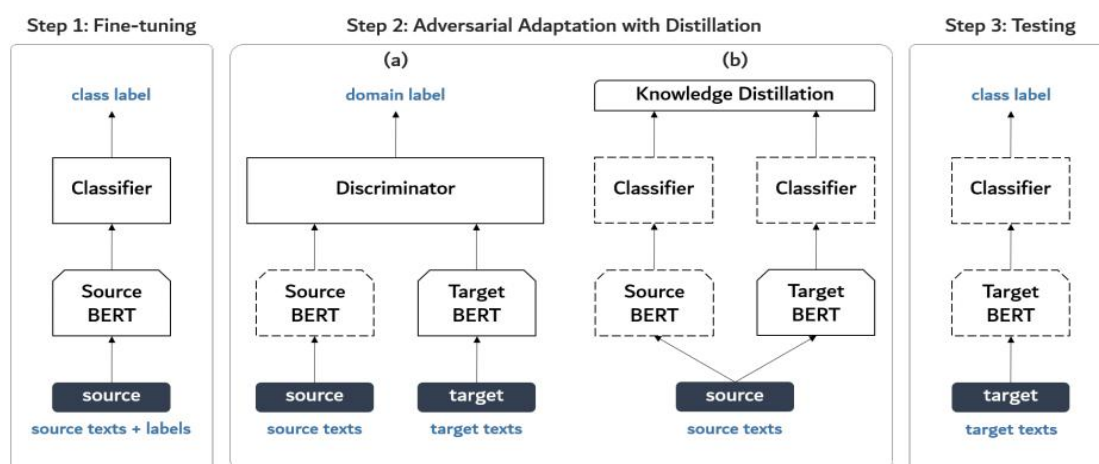 Step 1: Fine-tuning
class label
Classifier
Source
BERT
source
source texts + labels
Step 2: Adversarial Adaptation with Distillation
(a)
domain label
Discriminator
Source
BERT
Target
BERT
source
target
source texts
target texts
(b)
Knowledge Distillation
Classifier
Classifier
Source
BERT
Target
BERT
source
source texts
Step 3: Testing
class label
Classifier
Target
BERT
target
target texts